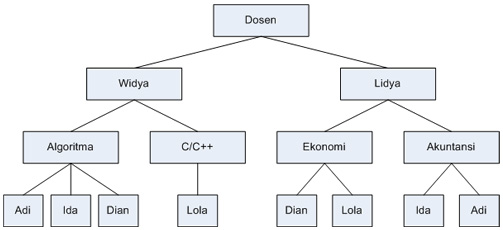 Dosen
Widya
Lidya
Algoritma
C/C++
Ekonomi
Akuntansi
Adi
Ida
Dian
Lola
Dian
Lola
Ida
Adi